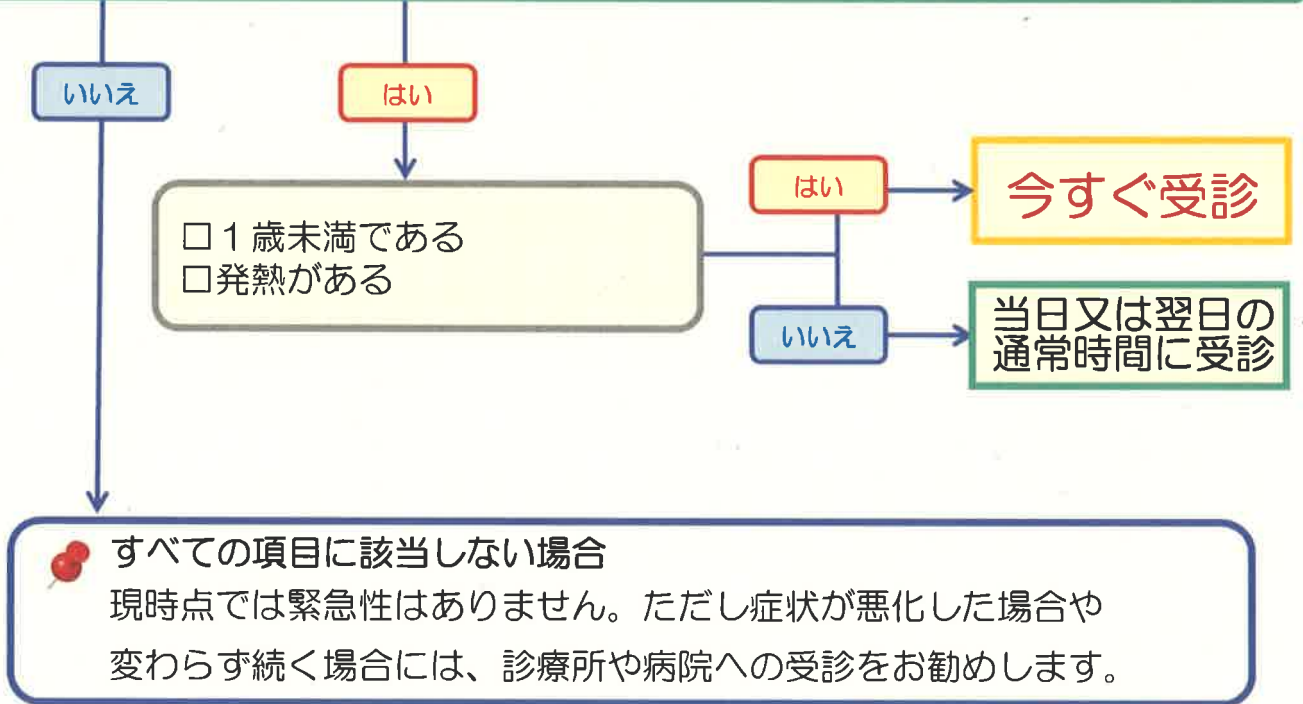 いいえ
はい
□1歳未満である
□発熱がある
はい
今すぐ受診
いいえ
当日又は翌日の
通常時間に受診
すべての項目に該当しない場合
現時点では緊急性はありません。ただし症状が悪化した場合や
変わらず続く場合には、診療所や病院への受診をお勧めします。